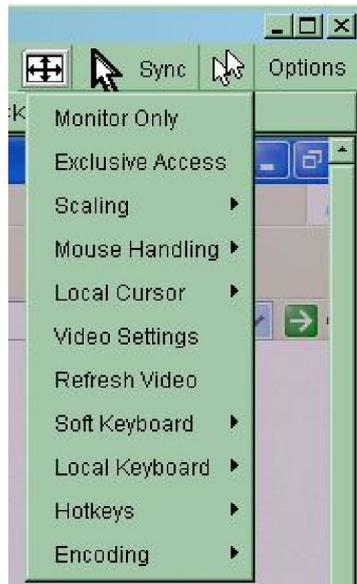 Sync Options
Monitor Only
Exclusive Access
Scaling
Mouse Handling
Local Cursor
Video Settings
Refresh Video
Soft Keyboard
Local Keyboard
Hotkeys
Encoding